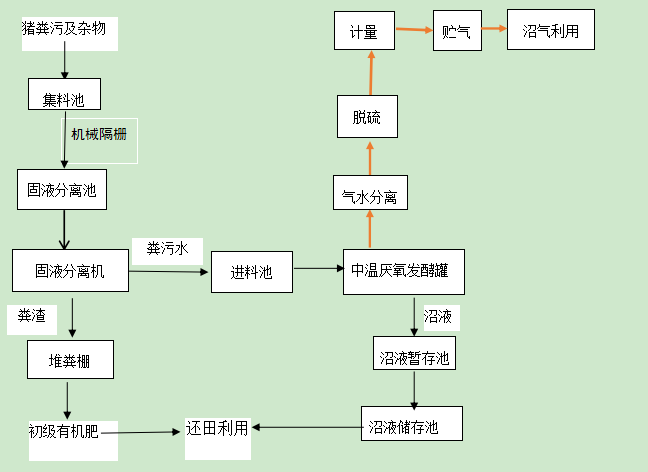 猪粪污及杂物
集料池
机械隔栅
固液分离池
固液分离机
粪污水
进料池
中温厌氧发酵罐
气水分离
脱硫
计量
贮气
沼气利用
粪渣
堆粪棚
初级有机肥
还田利用
沼液
沼液暂存池
沼液储存池